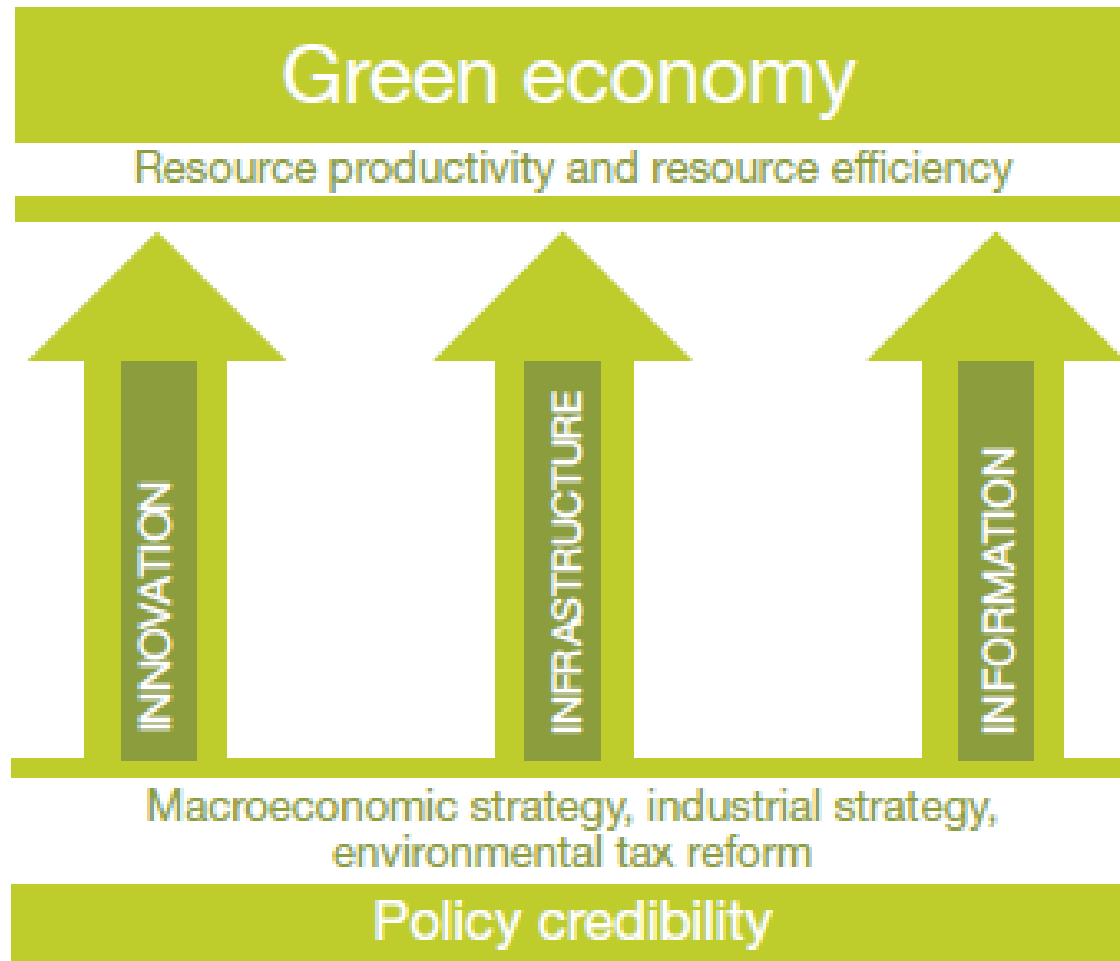 Green economy
Resource productivity and resource efficiency
INNOVATION
INFRASTRUCTURE
INFORMATION
Macroeconomic strategy, industrial strategy,
environmental tax reform
Policy credibility